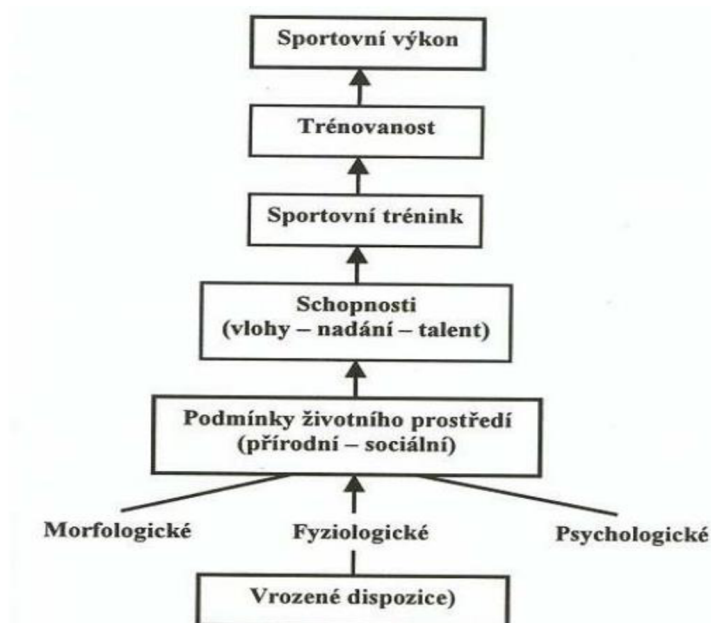 Sportovní výkon
Trénovanost
Sportovní trénink
Schopnosti
(vlohy – nadání – talent)
Podmínky životního prostředí
(přírodní – sociální)
Morfologické
Fyziologické
Psychologické
Vrozené dispozice)